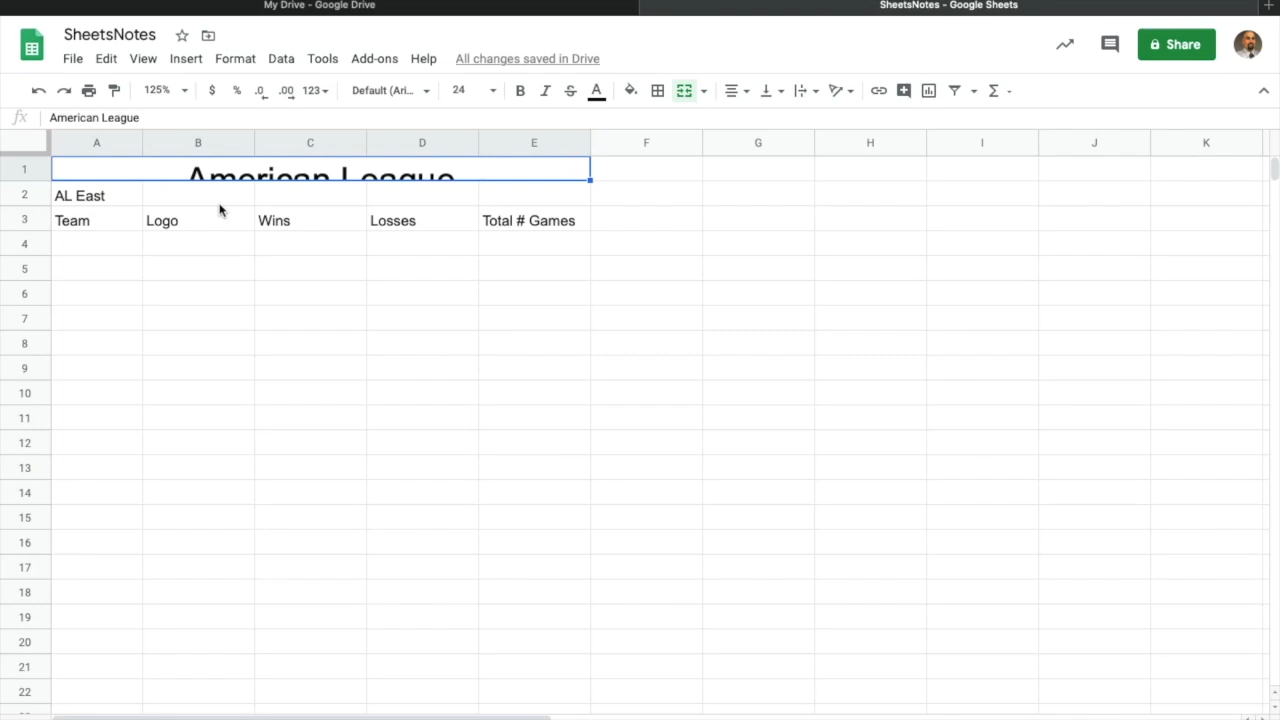 My Drive - Google Drive
SheetsNotes - Google Sheets
SheetsNotes
File Edit View Insert Format Data Tools Add-ons Help All changes saved in Drive
Share
125% $ % .0 .00 123 Default (Ari... 24 B I S A Σ
fx American League
A B C D E F G H I J K
1 American League
2 AL East
3 Team Logo Wins Losses Total # Games
4
5
6
7
8
9
10
11
12
13
14
15
16
17
18
19
20
21
22